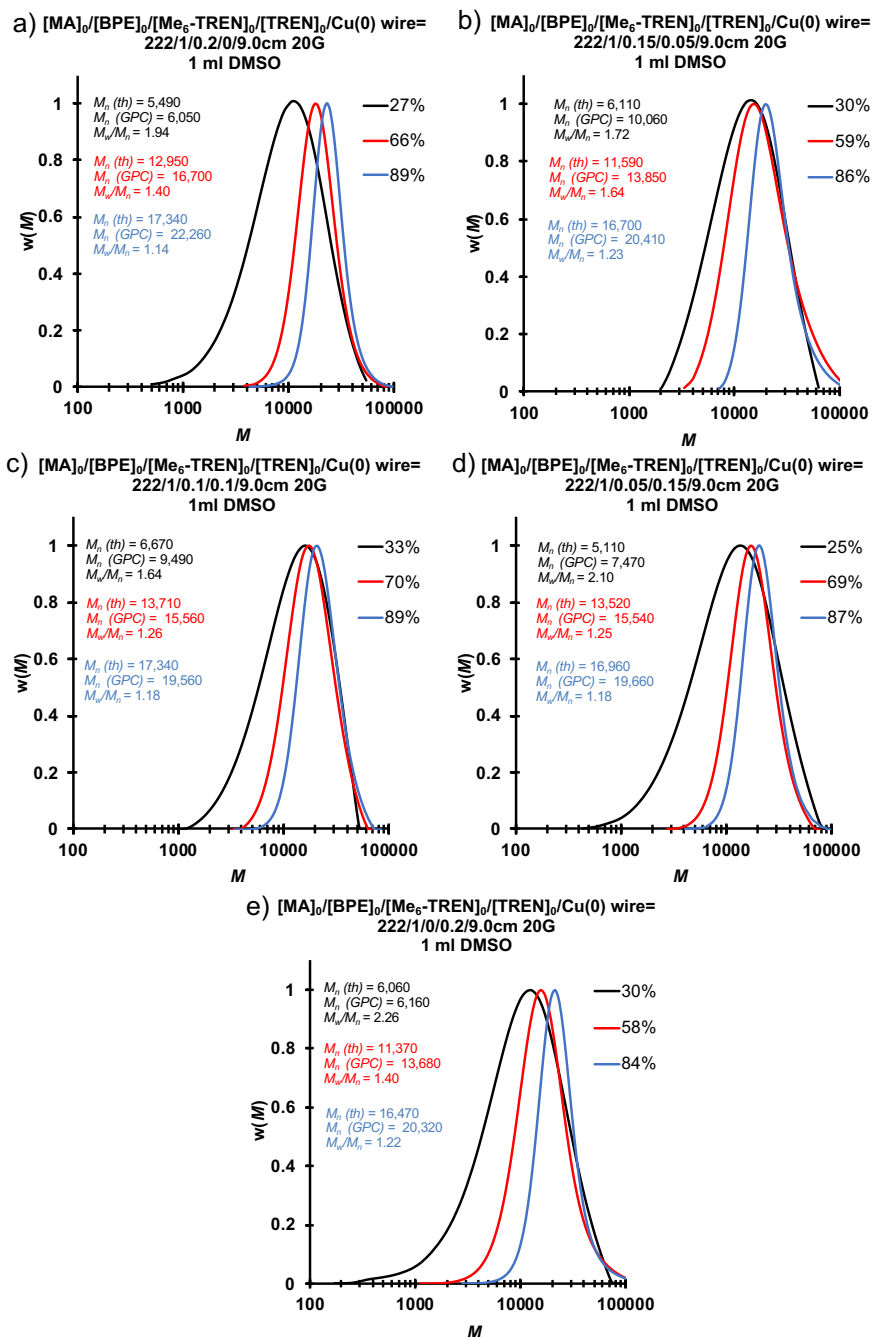 a) [MA]₀/[BPE]₀/[Me₆-TREN]₀/[TREN]₀/Cu(0) wire=
222/1/0.2/0/9.0cm 20G
1 ml DMSO
Mn (th) = 5,490
Mn (GPC) = 6,050
Mw/Mn = 1.94
Mn (th) = 12,950
Mn (GPC) = 16,700
Mw/Mn = 1.40
Mn (th) = 17,340
Mn (GPC) = 22,260
Mw/Mn = 1.14
27%
66%
89%
w(M)
1
0.8
0.6
0.4
0.2
0
100 1000 10000 100000
M
b) [MA]₀/[BPE]₀/[Me₆-TREN]₀/[TREN]₀/Cu(0) wire=
222/1/0.15/0.05/9.0cm 20G
1 ml DMSO
Mn (th) = 6,110
Mn (GPC) = 10,060
Mw/Mn = 1.72
Mn (th) = 11,590
Mn (GPC) = 13,850
Mw/Mn = 1.64
Mn (th) = 16,700
Mn (GPC) = 20,410
Mw/Mn = 1.23
30%
59%
86%
w(M)
1
0.8
0.6
0.4
0.2
0
100 1000 10000 100000
M
c) [MA]₀/[BPE]₀/[Me₆-TREN]₀/[TREN]₀/Cu(0) wire=
222/1/0.1/0.1/9.0cm 20G
1ml DMSO
Mn (th) = 6,670
Mn (GPC) = 9,490
Mw/Mn = 1.64
Mn (th) = 13,710
Mn (GPC) = 15,560
Mw/Mn = 1.26
Mn (th) = 17,340
Mn (GPC) = 19,560
Mw/Mn = 1.18
33%
70%
89%
w(M)
1
0.8
0.6
0.4
0.2
0
100 1000 10000 100000
M
d) [MA]₀/[BPE]₀/[Me₆-TREN]₀/[TREN]₀/Cu(0) wire=
222/1/0.05/0.15/9.0cm 20G
1 ml DMSO
Mn (th) = 5,110
Mn (GPC) = 7,470
Mw/Mn = 2.10
Mn (th) = 13,520
Mn (GPC) = 15,540
Mw/Mn = 1.25
Mn (th) = 16,960
Mn (GPC) = 19,660
Mw/Mn = 1.18
25%
69%
87%
w(M)
1
0.8
0.6
0.4
0.2
0
100 1000 10000 100000
M
e) [MA]₀/[BPE]₀/[Me₆-TREN]₀/[TREN]₀/Cu(0) wire=
222/1/0/0.2/9.0cm 20G
1 ml DMSO
Mn (th) = 6,060
Mn (GPC) = 6,160
Mw/Mn = 2.26
Mn (th) = 11,370
Mn (GPC) = 13,680
Mw/Mn = 1.40
Mn (th) = 16,470
Mn (GPC) = 20,320
Mw/Mn = 1.22
30%
58%
84%
w(M)
1
0.8
0.6
0.4
0.2
0
100 1000 10000 100000
M